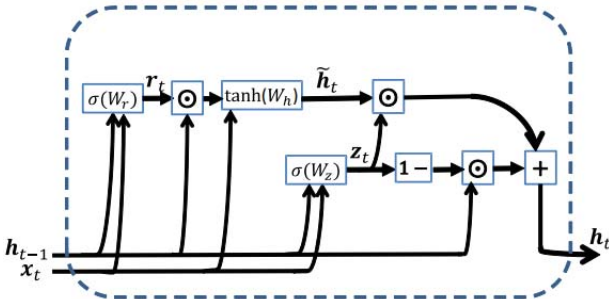 r_t
h̃_t
σ(W_r) ⊙ tanh(W_h) ⊙
z_t
σ(W_z) 1− ⊙ +
h_{t−1}
h_t
x_t